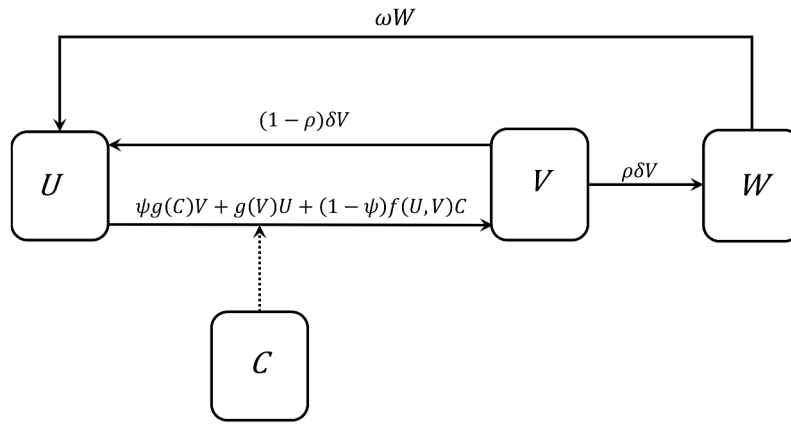 ωW
(1 − ρ)δV
U
V
ρδV
W
ψg(C)V + g(V)U + (1 − ψ)f(U, V)C
C